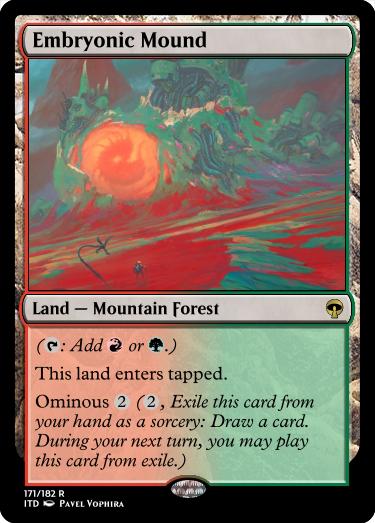 Embryonic Mound
Land — Mountain Forest
(: Add or .)
This land enters tapped.
Ominous 2 (2, Exile this card from
your hand as a sorcery: Draw a card.
During your next turn, you may play
this card from exile.)
171/182 R
ITD Pavel Vophira